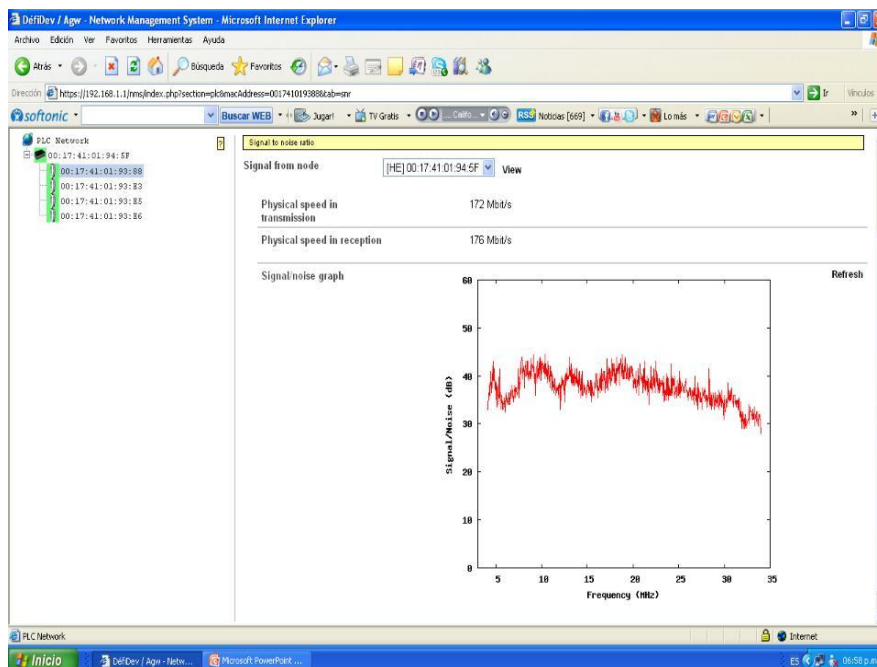 DéfiDev / Agw - Network Management System - Microsoft Internet Explorer
Archivo Edición Ver Favoritos Herramientas Ayuda
Atrás Búsqueda Favoritos
Dirección https://192.168.1.1/nms/index.php?section=plc&macAddress=001741019388&tab=snr Ir Vínculos
softonic Buscar WEB Jugar! TV Gratis ... Califo... RSS Noticias [669] Lo más »
PLC Network
00:17:41:01:94:5F
00:17:41:01:93:88
00:17:41:01:93:E3
00:17:41:01:93:E5
00:17:41:01:93:E6
?
Signal to noise ratio
Signal from node [HE] 00:17:41:01:94:5F View
Physical speed in transmission 172 Mbit/s
Physical speed in reception 176 Mbit/s
Signal/noise graph
Refresh
60
50
40
30
20
10
0
Signal/Noise (dB)
5 10 15 20 25 30 35
Frequency (MHz)
PLC Network Internet
Inicio DéfiDev / Agw - Netw... Microsoft PowerPoint ... ES 06:58 p.m.